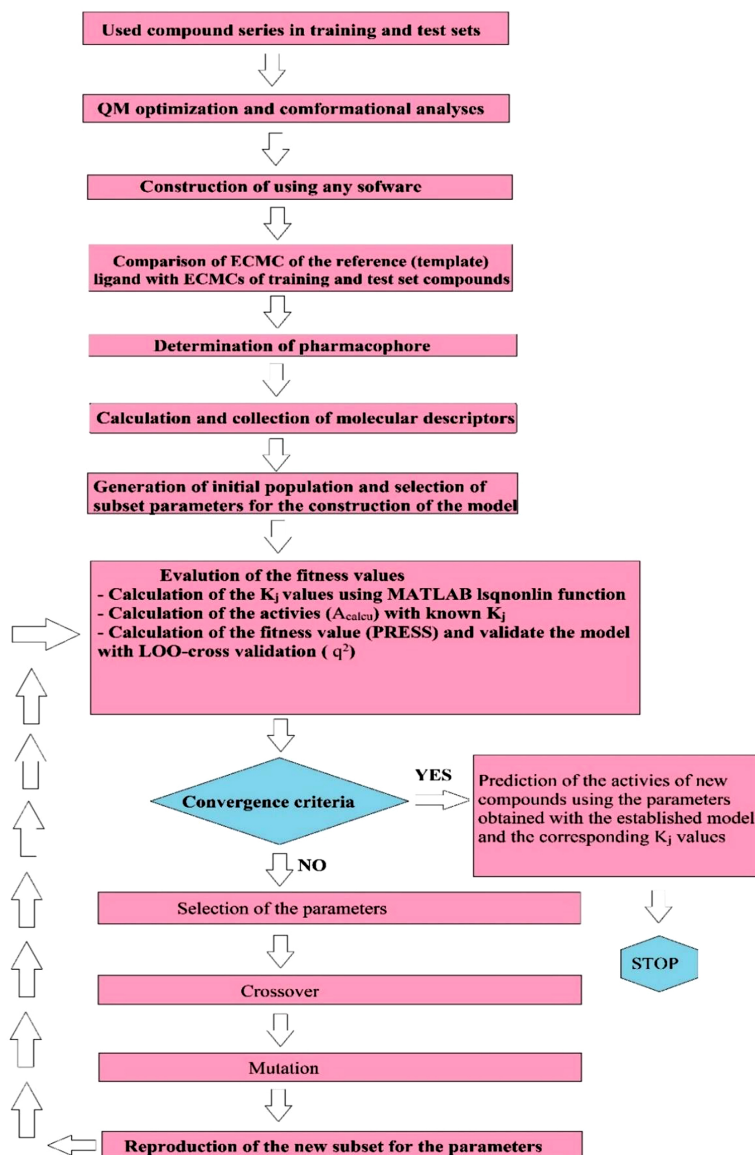 Used compound series in training and test sets
QM optimization and comformational analyses
Construction of using any sofware
Comparison of ECMC of the reference (template)
ligand with ECMCs of training and test set compounds
Determination of pharmacophore
Calculation and collection of molecular descriptors
Generation of initial population and selection of
subset parameters for the construction of the model
Evalution of the fitness values
- Calculation of the Kj values using MATLAB lsqnonlin function
- Calculation of the activies (Acalcu) with known Kj
- Calculation of the fitness value (PRESS) and validate the model
with LOO-cross validation ( q²)
Convergence criteria
YES
Prediction of the activies of new
compounds using the parameters
obtained with the established model
and the corresponding Kj values
STOP
NO
Selection of the parameters
Crossover
Mutation
Reproduction of the new subset for the parameters